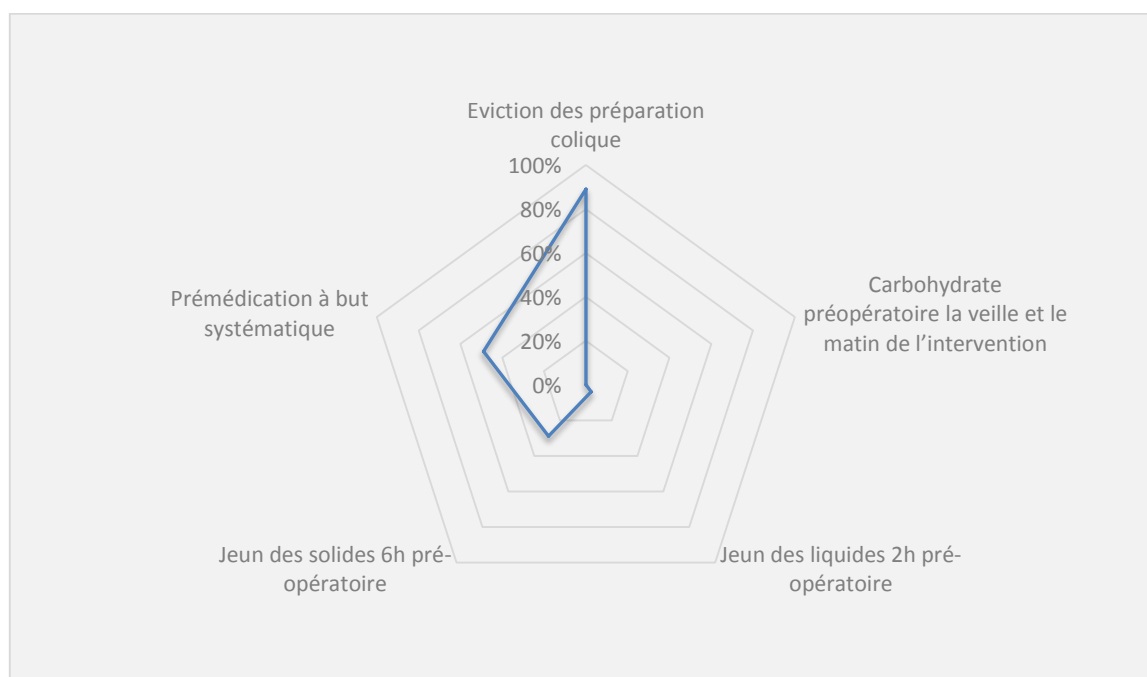 Eviction des préparation
colique
100%
80%
60%
40%
20%
0%
Carbohydrate
préopératoire la veille et le
matin de l’intervention
Jeun des liquides 2h pré-
opératoire
Jeun des solides 6h pré-
opératoire
Prémédication à but
systématique